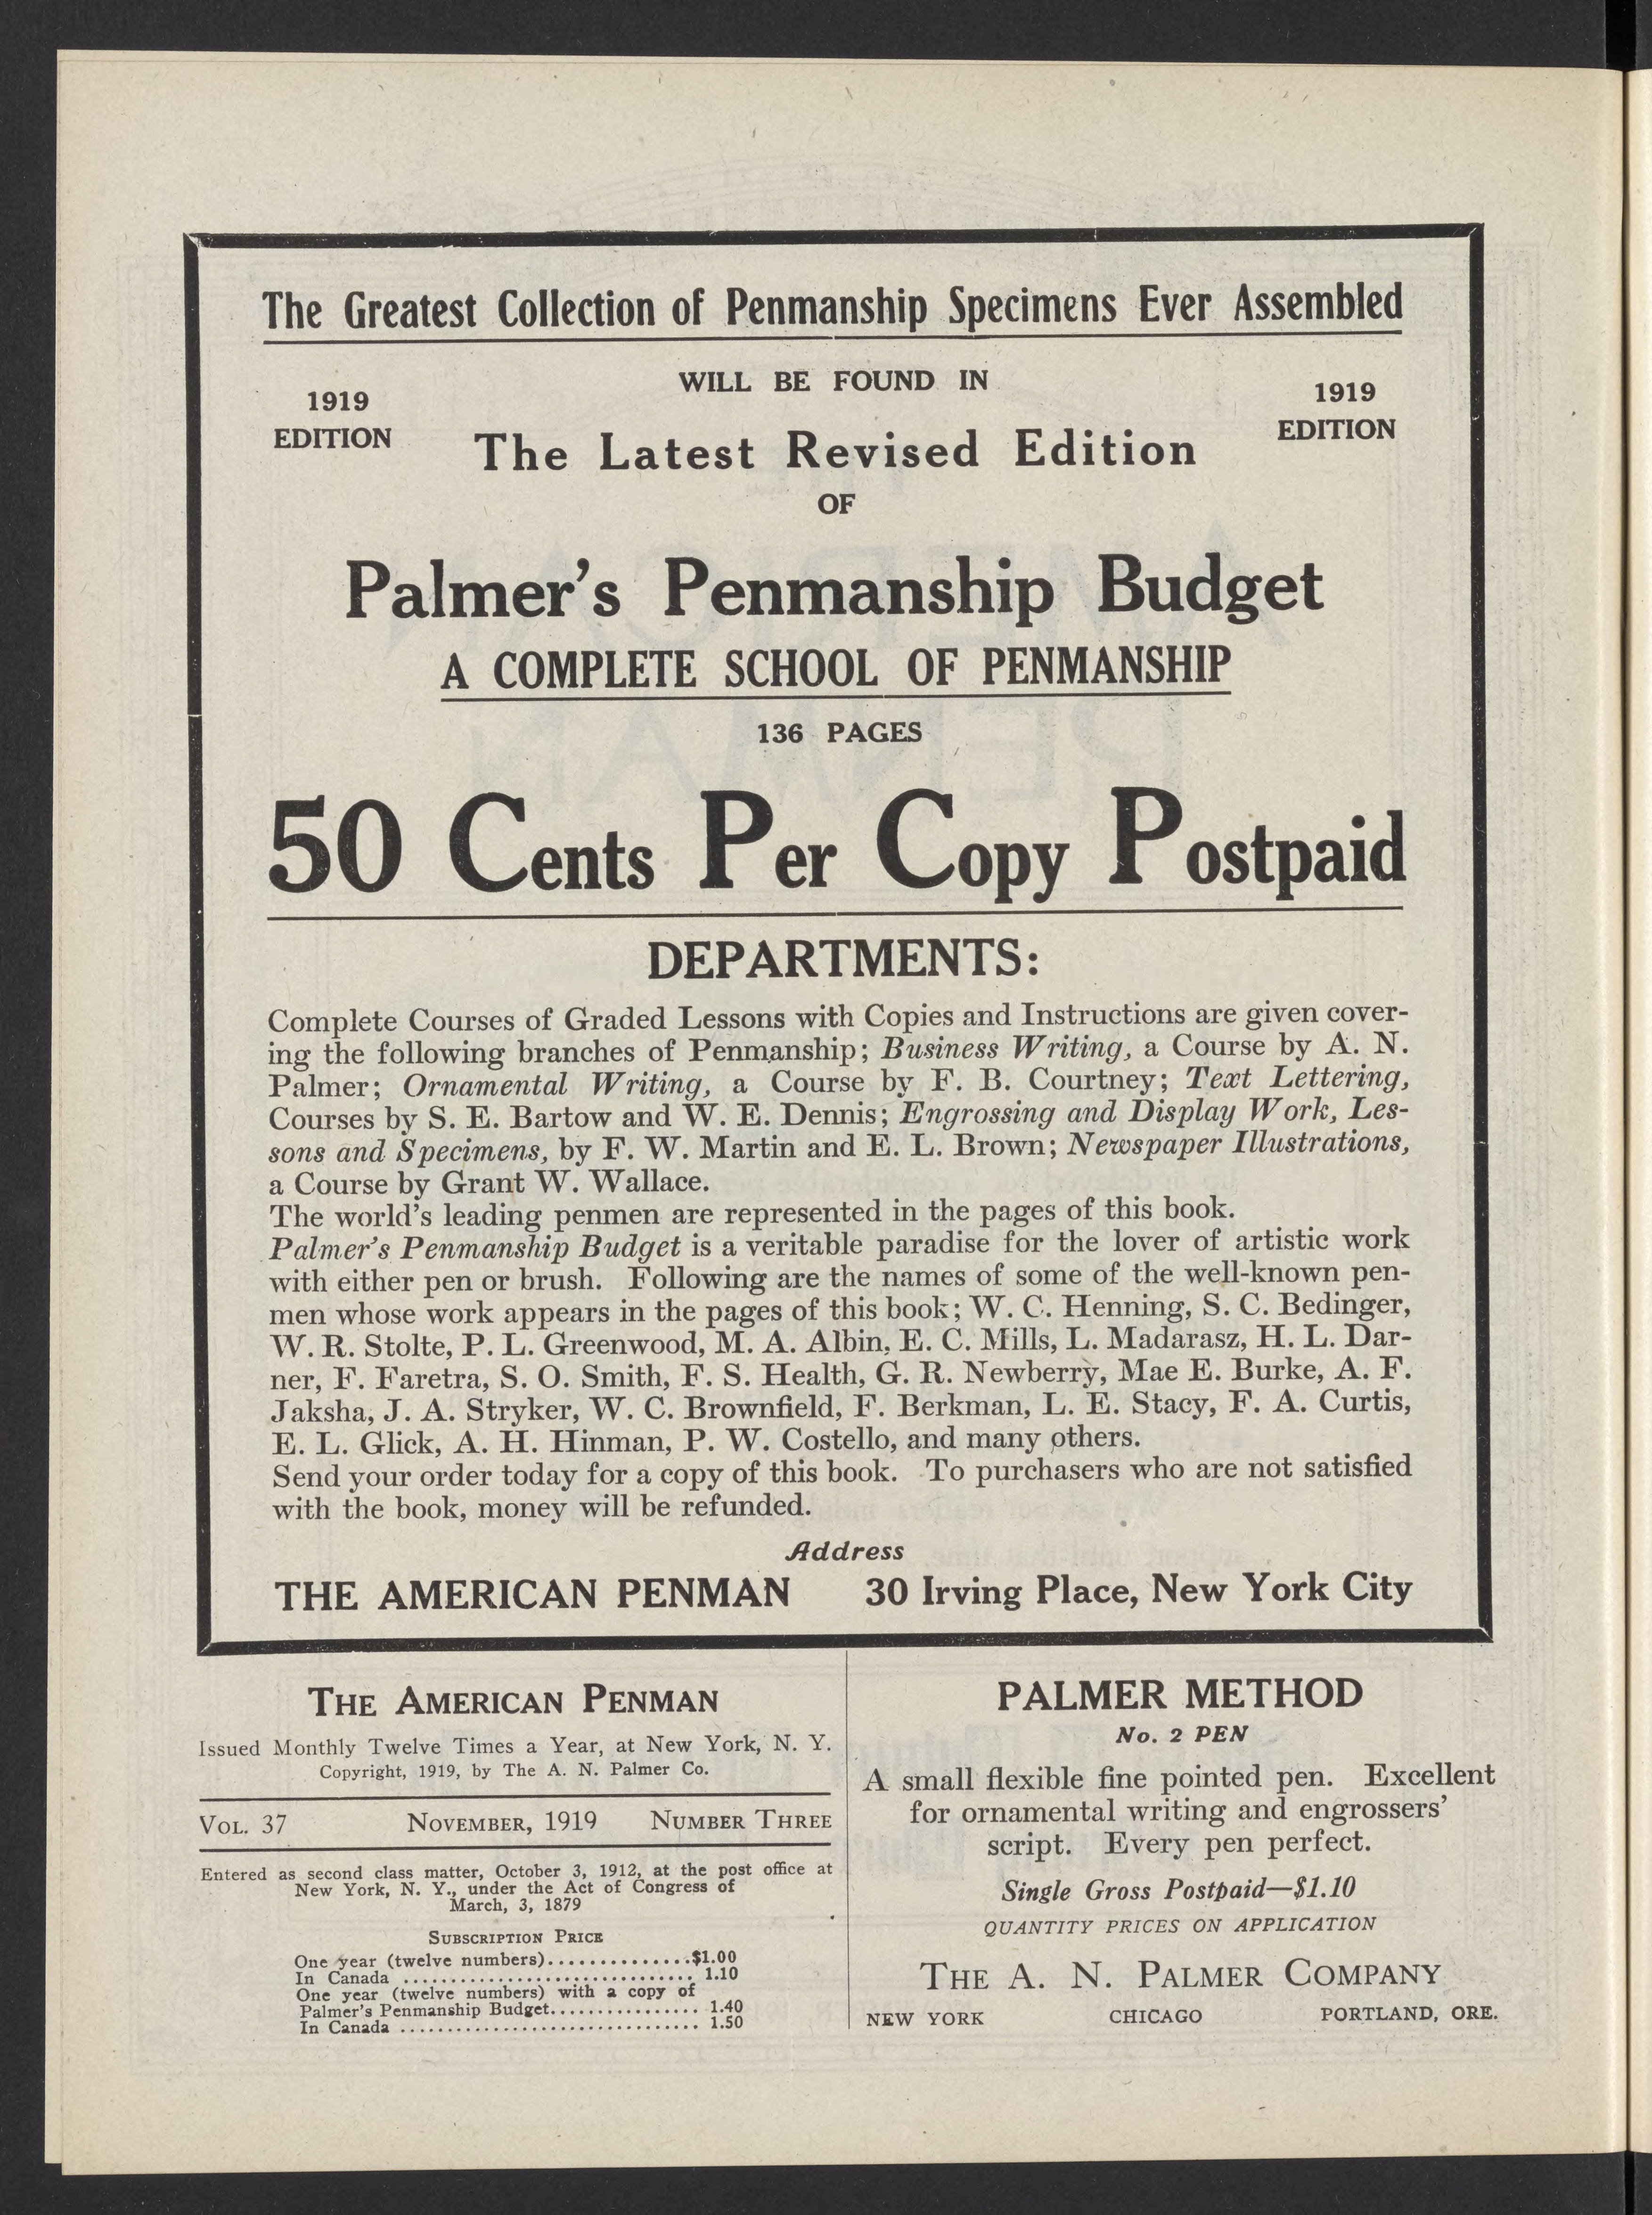 The Greatest Collection of Penmanship Specimens Ever Assembled
WILL BE FOUND IN
1919
EDITION
1919
EDITION
The Latest Revised Edition
OF
Palmer's Penmanship Budget
A COMPLETE SCHOOL OF PENMANSHIP
136 PAGES
50 Cents Per Copy Postpaid
DEPARTMENTS:
Complete Courses of Graded Lessons with Copies and Instructions are given cover-
ing the following branches of Penmanship; Business Writing, a Course by A. N.
Palmer; Ornamental Writing, a Course by F. B. Courtney; Text Lettering,
Courses by S. E. Bartow and W. E. Dennis; Engrossing and Display Work, Les-
sons and Specimens, by F. W. Martin and E. L. Brown; Newspaper Illustrations,
a Course by Grant W. Wallace.
The world's leading penmen are represented in the pages of this book.
Palmer's Penmanship Budget is a veritable paradise for the lover of artistic work
with either pen or brush. Following are the names of some of the well-known pen-
men whose work appears in the pages of this book; W. C. Henning, S. C. Bedinger,
W. R. Stolte, P. L. Greenwood, M. A. Albin, E. C. Mills, L. Madarasz, H. L. Dar-
ner, F. Faretra, S. O. Smith, F. S. Health, G. R. Newberry, Mae E. Burke, A. F.
Jaksha, J. A. Stryker, W. C. Brownfield, F. Berkman, L. E. Stacy, F. A. Curtis,
E. L. Glick, A. H. Hinman, P. W. Costello, and many others.
Send your order today for a copy of this book. To purchasers who are not satisfied
with the book, money will be refunded.
Address
THE AMERICAN PENMAN 30 Irving Place, New York City
THE AMERICAN PENMAN
Issued Monthly Twelve Times a Year, at New York, N. Y.
Copyright, 1919, by The A. N. Palmer Co.
VOL. 37 NOVEMBER, 1919 NUMBER THREE
Entered as second class matter, October 3, 1912, at the post office at
New York, N. Y., under the Act of Congress of
March, 3, 1879
SUBSCRIPTION PRICE
One year (twelve numbers)...............$1.00
In Canada ............................... 1.10
One year (twelve numbers) with a copy of
Palmer's Penmanship Budget................ 1.40
In Canada ................................ 1.50
PALMER METHOD
No. 2 PEN
A small flexible fine pointed pen. Excellent
for ornamental writing and engrossers'
script. Every pen perfect.
Single Gross Postpaid—$1.10
QUANTITY PRICES ON APPLICATION
THE A. N. PALMER COMPANY
NEW YORK CHICAGO PORTLAND, ORE.